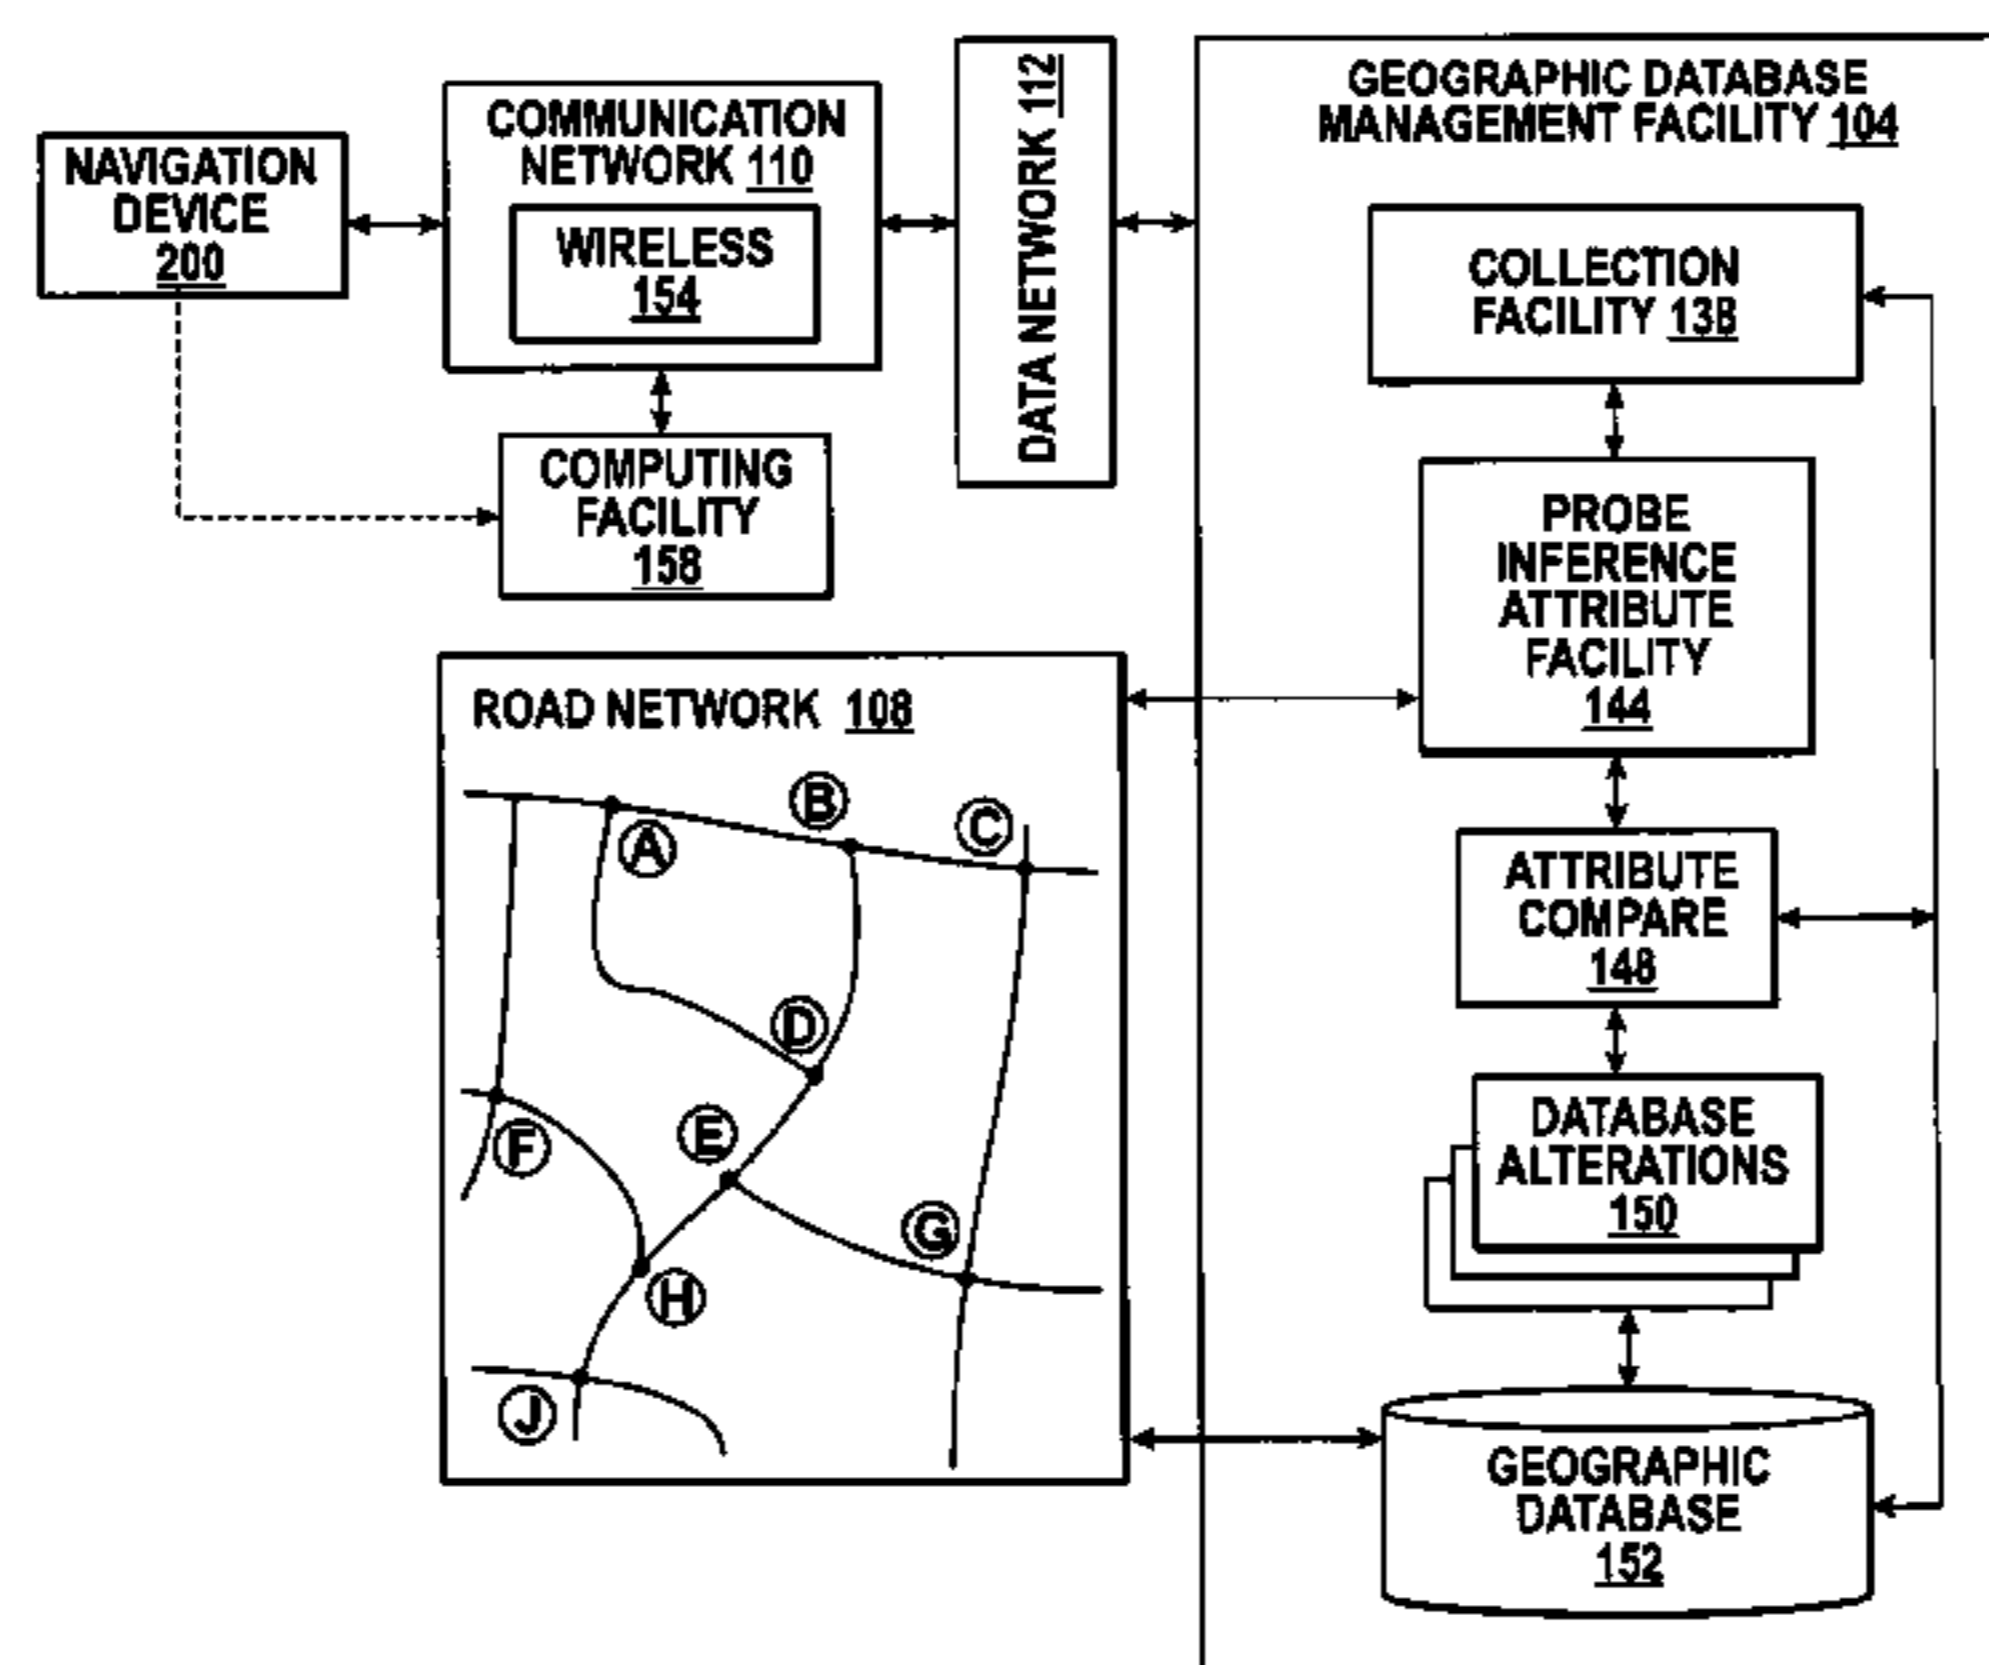 NAVIGATION
DEVICE
200
COMMUNICATION
NETWORK 110
WIRELESS
154
COMPUTING
FACILITY
158
DATA NETWORK 112
GEOGRAPHIC DATABASE
MANAGEMENT FACILITY 104
COLLECTION
FACILITY 138
PROBE
INFERENCE
ATTRIBUTE
FACILITY
144
ATTRIBUTE
COMPARE
148
DATABASE
ALTERATIONS
150
GEOGRAPHIC
DATABASE
152
ROAD NETWORK 108
A
B
C
D
E
F
G
H
J